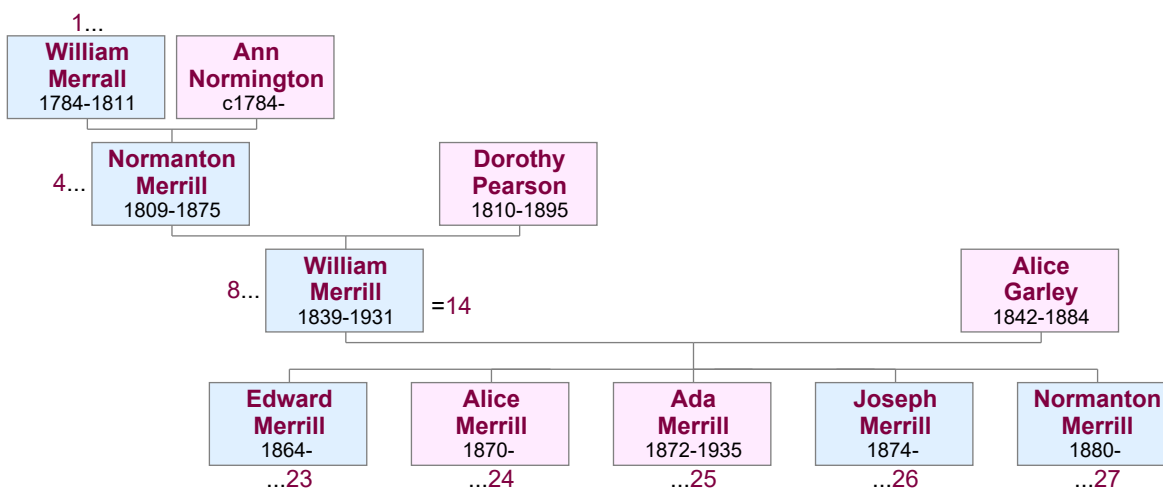 1...
William
Merrall
1784-1811
Ann
Normington
c1784-
4...
Normanton
Merrill
1809-1875
Dorothy
Pearson
1810-1895
8...
William
Merrill
1839-1931
=14
Alice
Garley
1842-1884
Edward
Merrill
1864-
...23
Alice
Merrill
1870-
...24
Ada
Merrill
1872-1935
...25
Joseph
Merrill
1874-
...26
Normanton
Merrill
1880-
...27